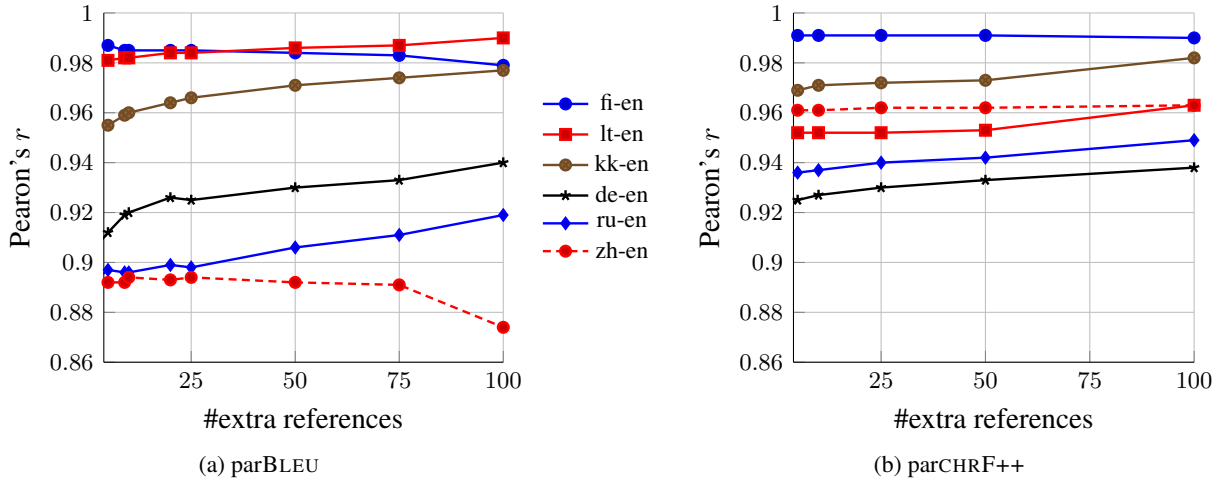 1
0.98
0.96
0.94
0.92
0.9
0.88
0.86
25
50
75
100
Pearon's r
#extra references
(a) parBLEU
fi-en
lt-en
kk-en
de-en
ru-en
zh-en
1
0.98
0.96
0.94
0.92
0.9
0.88
0.86
25
50
75
100
Pearon's r
#extra references
(b) parCHRF++